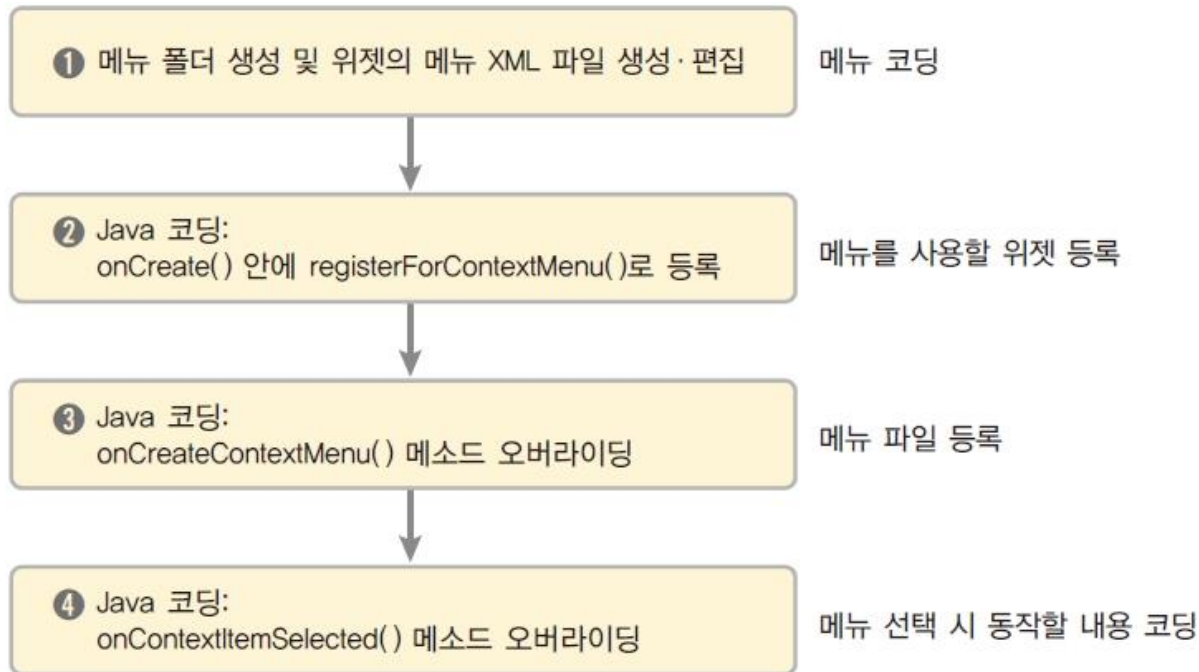 ❶ 메뉴 폴더 생성 및 위젯의 메뉴 XML 파일 생성·편집
메뉴 코딩
❷ Java 코딩:
onCreate( ) 안에 registerForContextMenu( )로 등록
메뉴를 사용할 위젯 등록
❸ Java 코딩:
onCreateContextMenu( ) 메소드 오버라이딩
메뉴 파일 등록
❹ Java 코딩:
onContextItemSelected( ) 메소드 오버라이딩
메뉴 선택 시 동작할 내용 코딩